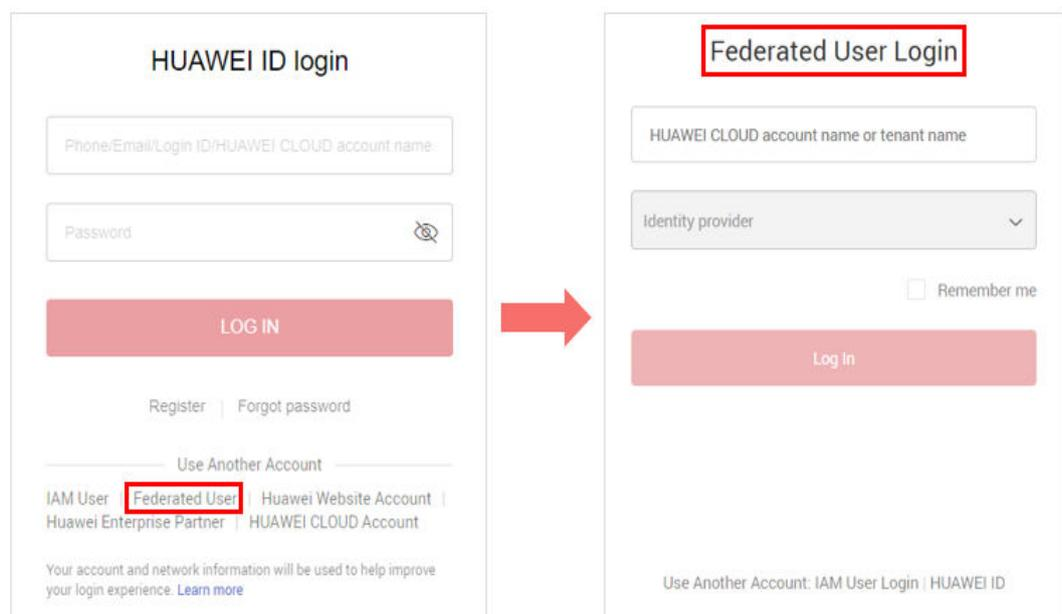 HUAWEI ID login
Phone/Email/Login ID/HUAWEI CLOUD account name
Password
LOG IN
Register | Forgot password
Use Another Account
IAM User | Federated User | Huawei Website Account |
Huawei Enterprise Partner | HUAWEI CLOUD Account
Your account and network information will be used to help improve
your login experience. Learn more
Federated User Login
HUAWEI CLOUD account name or tenant name
Identity provider
Remember me
Log In
Use Another Account: IAM User Login | HUAWEI ID